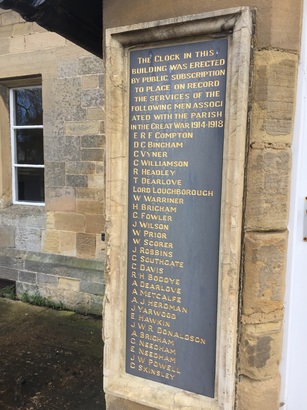 THE CLOCK IN THIS
BUILDING WAS ERECTED
BY PUBLIC SUBSCRIPTION
TO PLACE ON RECORD
THE SERVICES OF THE
FOLLOWING MEN ASSOCI
ATED WITH THE PARISH
IN THE GREAT WAR 1914-1918
E R F COMPTON
D C BINGHAM
C VYNER
C WILLIAMSON
R HEADLEY
T DEARLOVE
LORD LOUGHBOROUGH
W WARRINER
H BRIGHAM
C FOWLER
J WILSON
W PRIOR
W SCORER
J ROBBINS
C SOUTHGATE
C DAVIS
R H BOODYE
A DEARLOVE
A METCALFE
A J HERDMAN
J YARWOOD
E HAWKIN
J W R DONALDSON
A BRIGHAM
C NEEDHAM
E NEEDHAM
J W POWELL
C SKINSLEY